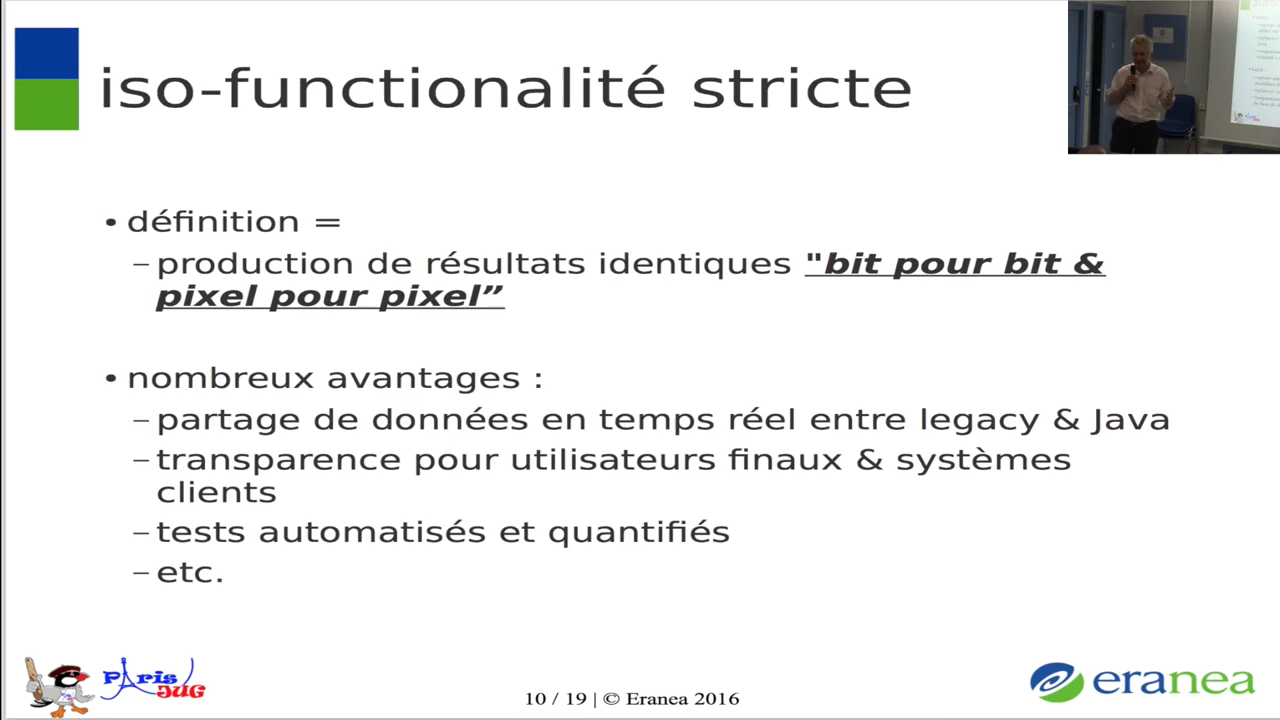 iso-functionalité stricte
• définition =
– production de résultats identiques "bit pour bit &
pixel pour pixel”
• nombreux avantages :
– partage de données en temps réel entre legacy & Java
– transparence pour utilisateurs finaux & systèmes
clients
– tests automatisés et quantifiés
– etc.
Paris
JUG
10 / 19 | © Eranea 2016
eranea